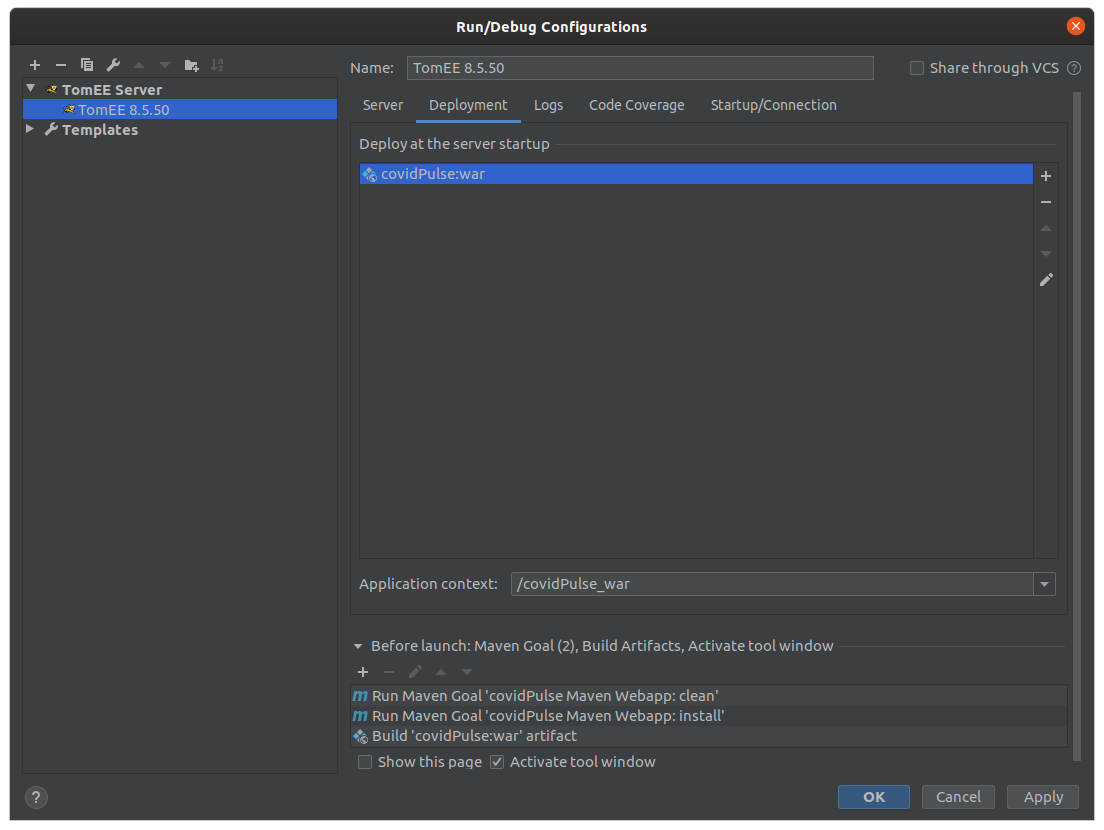 Run/Debug Configurations
Name: TomEE 8.5.50 Share through VCS ?
TomEE Server
TomEE 8.5.50
Templates
Server Deployment Logs Code Coverage Startup/Connection
Deploy at the server startup
covidPulse:war
Application context: /covidPulse_war
Before launch: Maven Goal (2), Build Artifacts, Activate tool window
m Run Maven Goal 'covidPulse Maven Webapp: clean'
m Run Maven Goal 'covidPulse Maven Webapp: install'
Build 'covidPulse:war' artifact
Show this page Activate tool window
? OK Cancel Apply